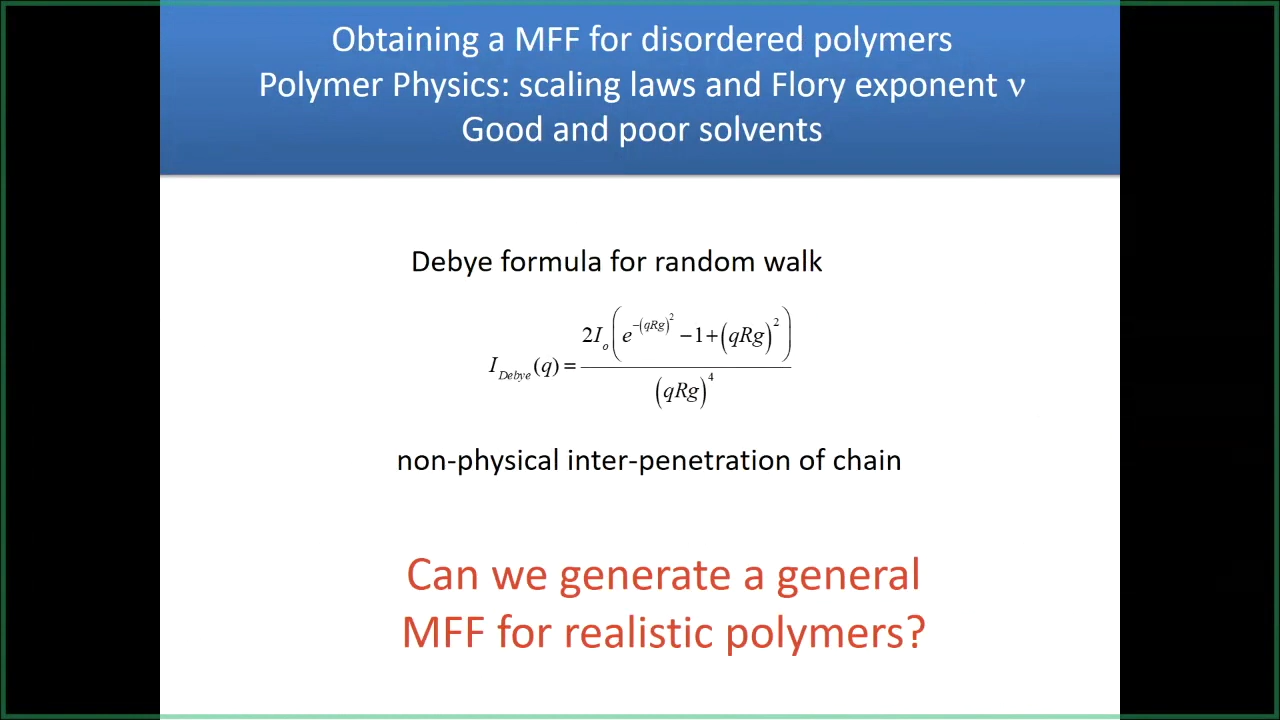 Obtaining a MFF for disordered polymers
Polymer Physics: scaling laws and Flory exponent ν
Good and poor solvents
Debye formula for random walk
I_Debye(q) = 2I_o(e^{-(qRg)^2} − 1 + (qRg)^2) / (qRg)^4
non-physical inter-penetration of chain
Can we generate a general
MFF for realistic polymers?